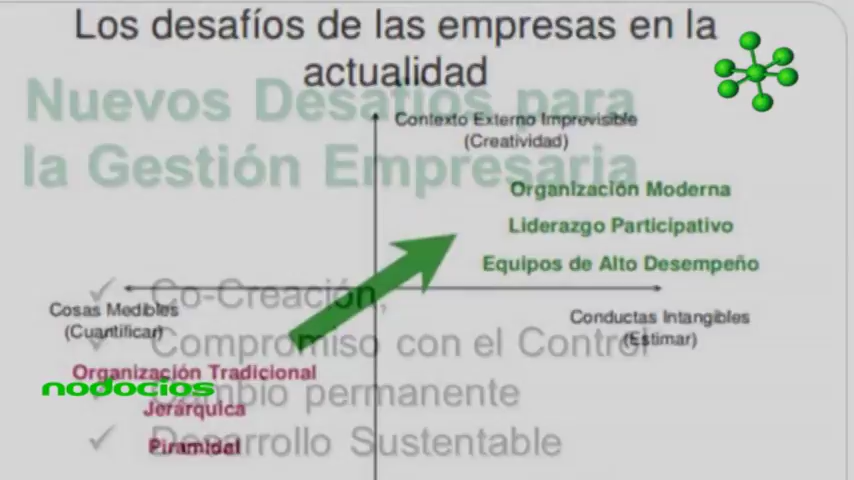 Los desafíos de las empresas en la
actualidad
Nuevos Desafíos para
la Gestión Empresaria
Contexto Externo Imprevisible
(Creatividad)
Organización Moderna
Liderazgo Participativo
Equipos de Alto Desempeño
Cosas Medibles
(Cuantificar)
Conductas Intangibles
(Estimar)
Organización Tradicional
Jerárquica
Piramidal
Co-Creación,
Compromiso con el Control
Cambio permanente
Desarrollo Sustentable
nodocios